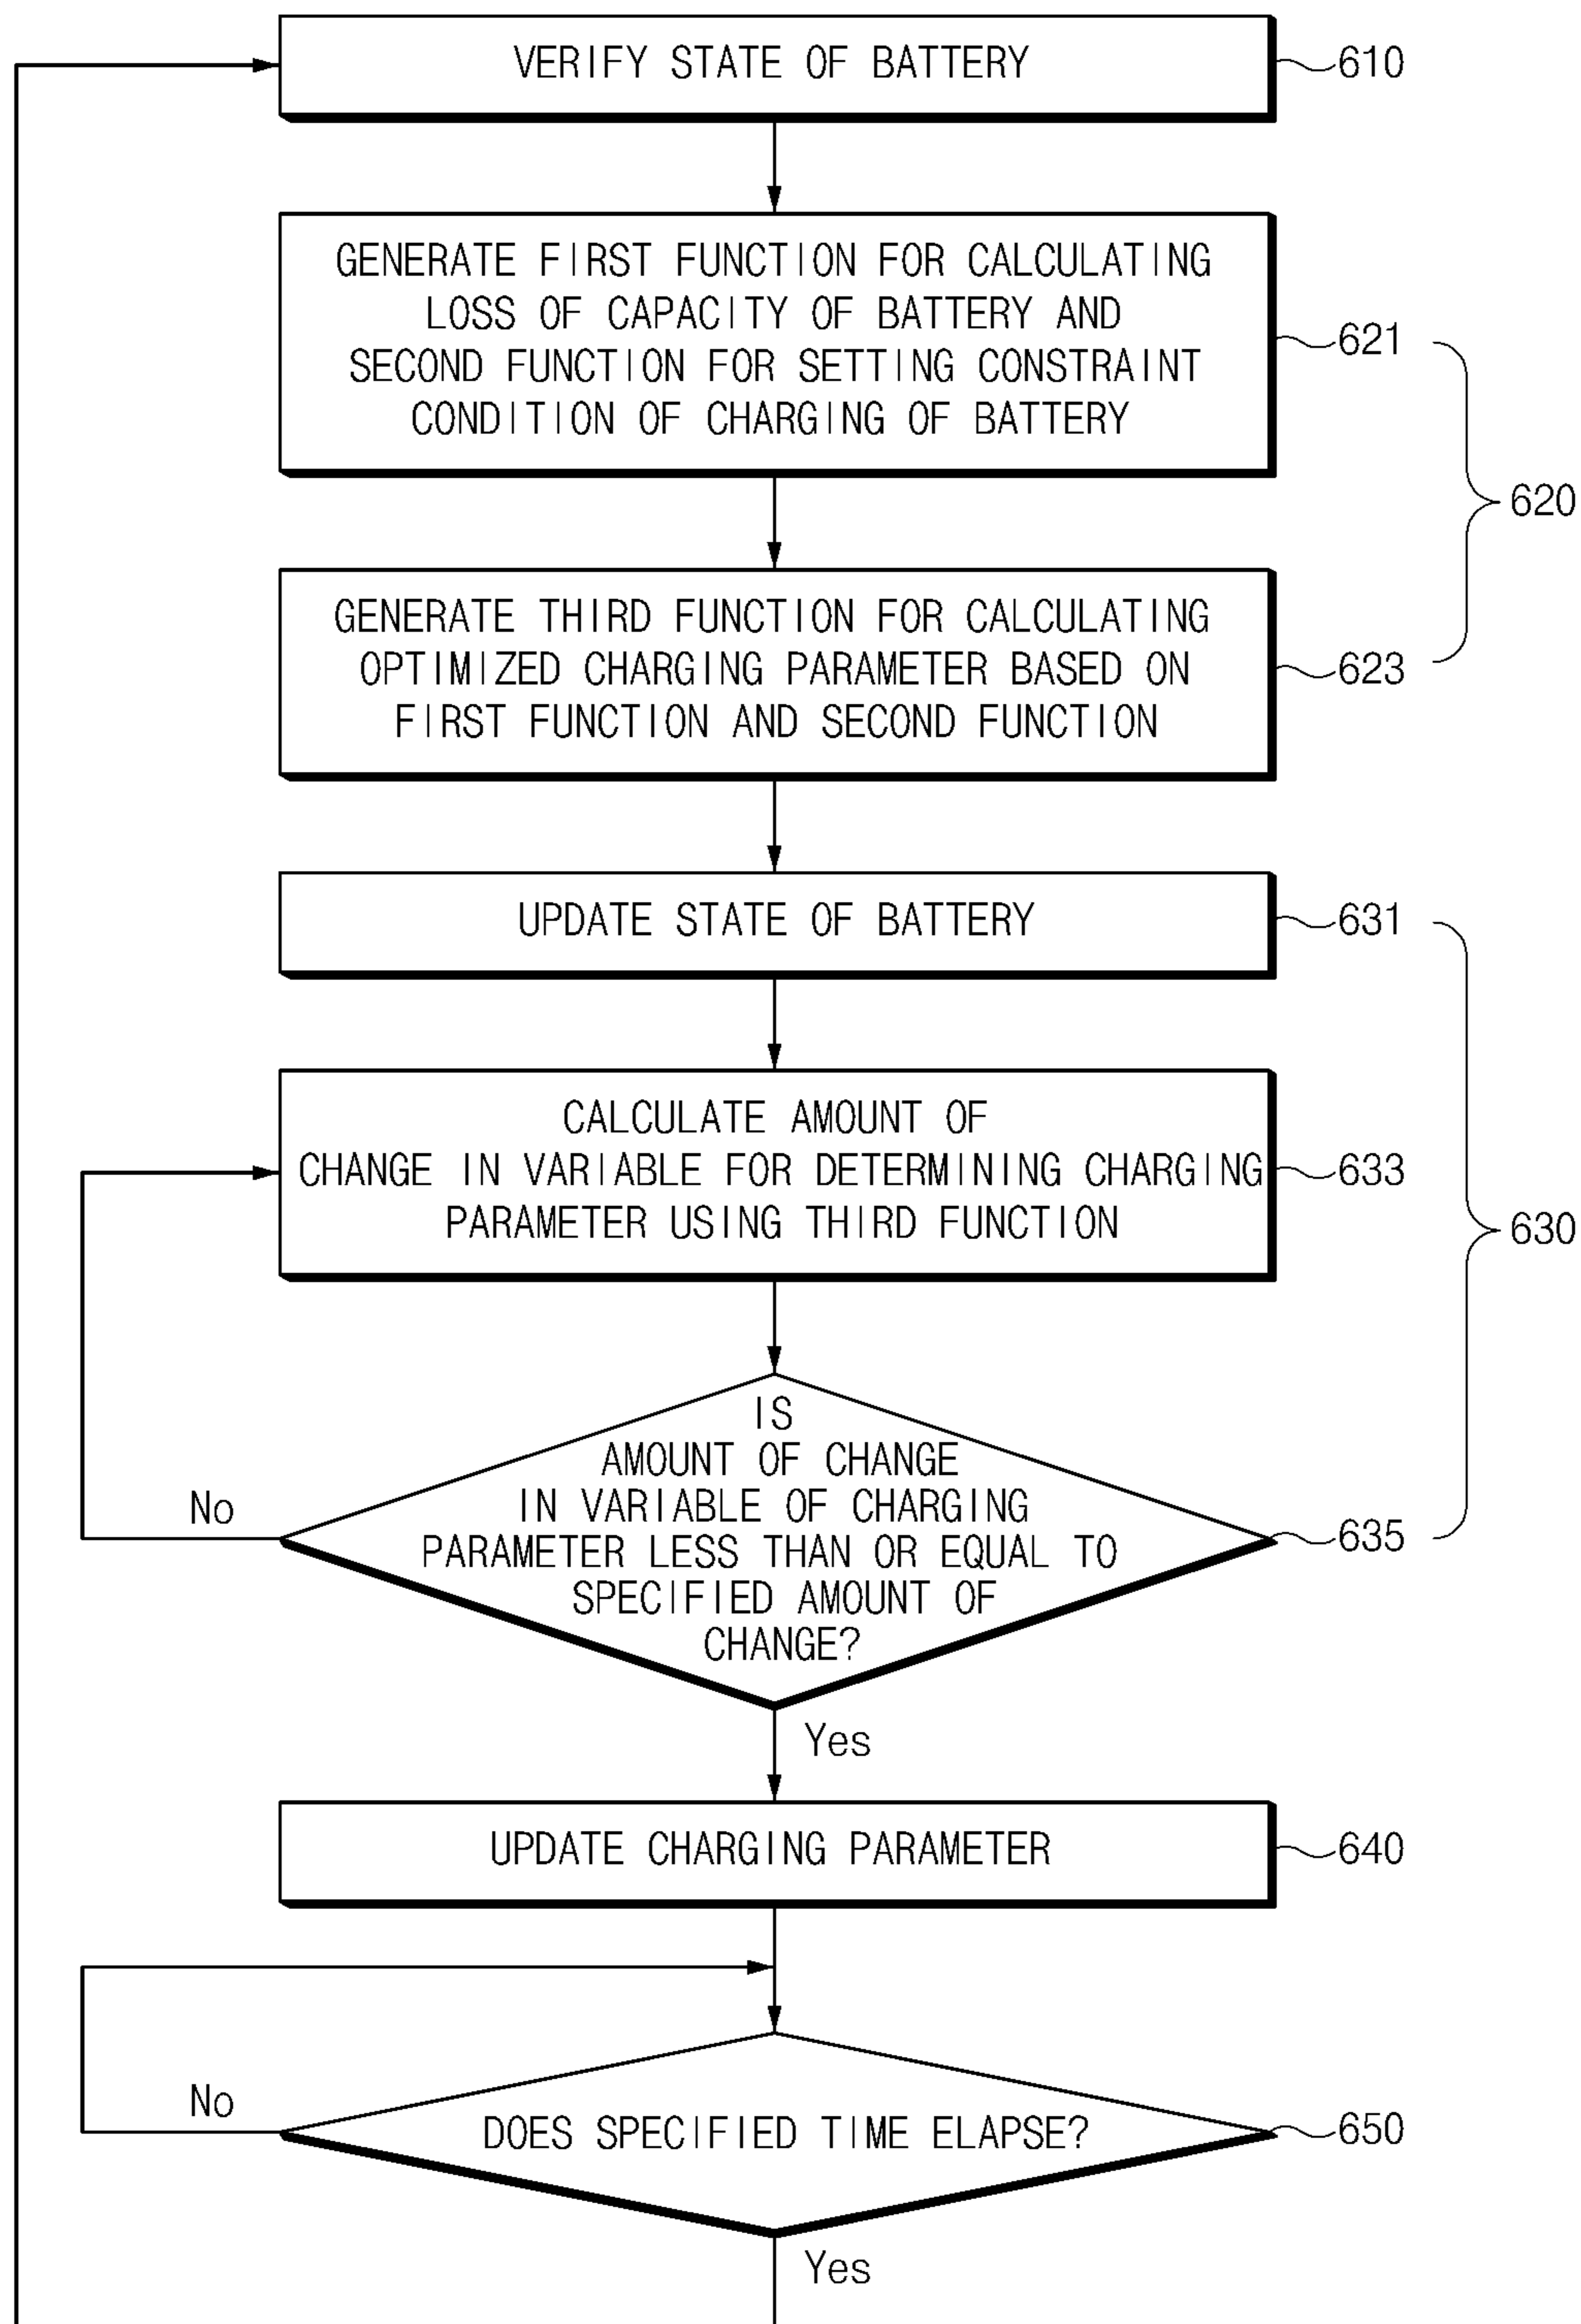 VERIFY STATE OF BATTERY
610
GENERATE FIRST FUNCTION FOR CALCULATING
LOSS OF CAPACITY OF BATTERY AND
SECOND FUNCTION FOR SETTING CONSTRAINT
CONDITION OF CHARGING OF BATTERY
621
620
GENERATE THIRD FUNCTION FOR CALCULATING
OPTIMIZED CHARGING PARAMETER BASED ON
FIRST FUNCTION AND SECOND FUNCTION
623
UPDATE STATE OF BATTERY
631
CALCULATE AMOUNT OF
CHANGE IN VARIABLE FOR DETERMINING CHARGING
PARAMETER USING THIRD FUNCTION
633
630
IS
AMOUNT OF CHANGE
IN VARIABLE OF CHARGING
PARAMETER LESS THAN OR EQUAL TO
SPECIFIED AMOUNT OF
CHANGE?
635
No
Yes
UPDATE CHARGING PARAMETER
640
No
DOES SPECIFIED TIME ELAPSE?
650
Yes